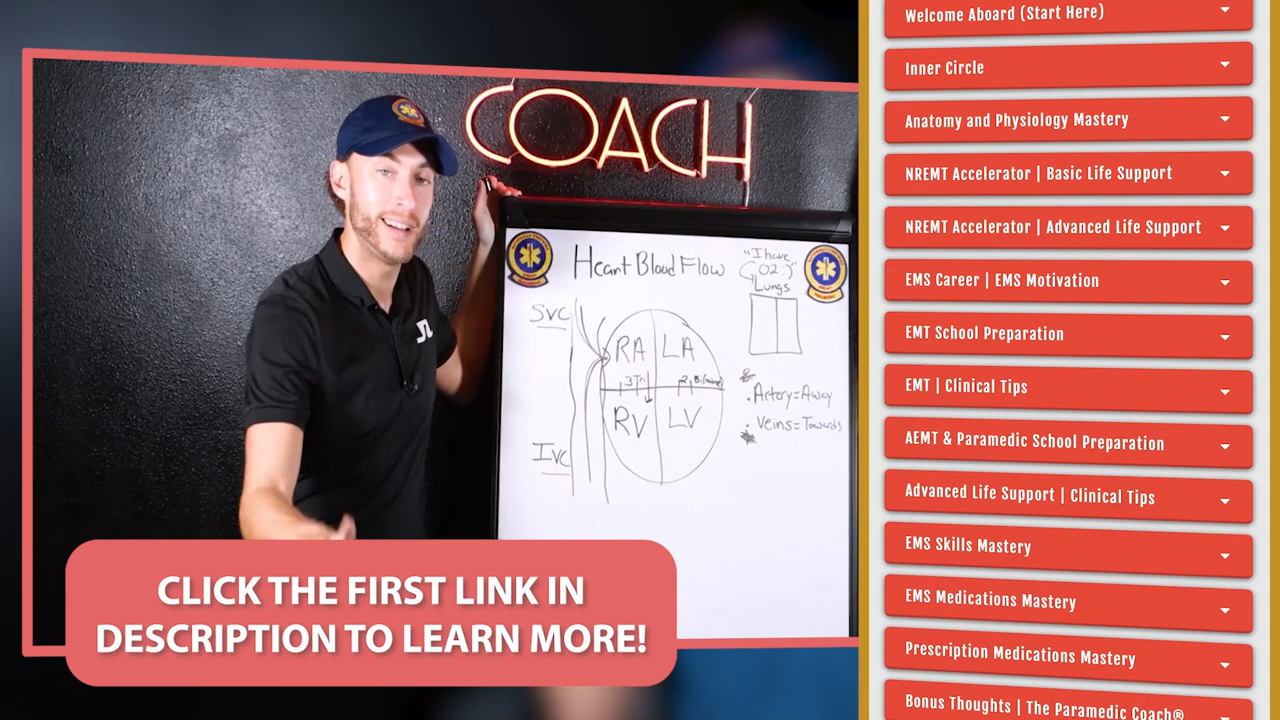 COACH
Heart Blood Flow
"I have
O2 :)"
Lungs
SVC
RA
LA
3 Tri
2, Bi
RV
LV
IVC
• Artery=Away
• Veins=Towards
CLICK THE FIRST LINK IN
DESCRIPTION TO LEARN MORE!
Welcome Aboard (Start Here)
Inner Circle
Anatomy and Physiology Mastery
NREMT Accelerator | Basic Life Support
NREMT Accelerator | Advanced Life Support
EMS Career | EMS Motivation
EMT School Preparation
EMT | Clinical Tips
AEMT & Paramedic School Preparation
Advanced Life Support | Clinical Tips
EMS Skills Mastery
EMS Medications Mastery
Prescription Medications Mastery
Bonus Thoughts | The Paramedic Coach®